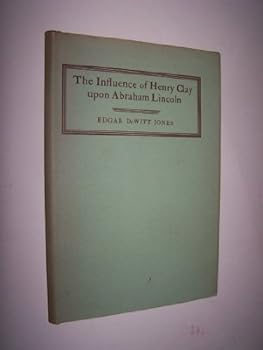 The Influence of Henry Clay
upon Abraham Lincoln
EDGAR DeWITT JONES